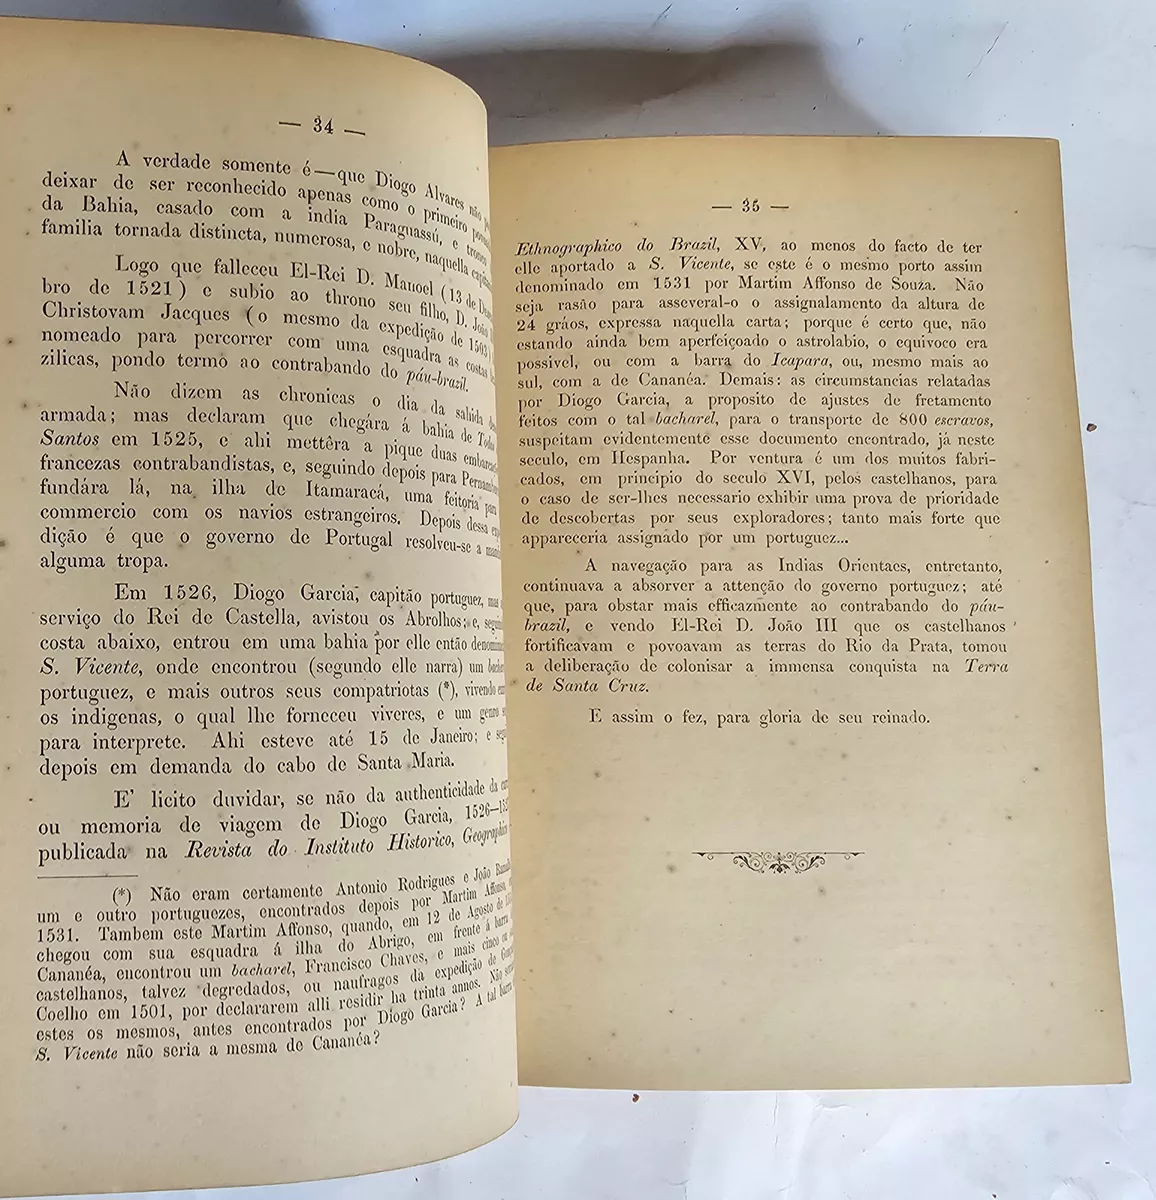 — 34 —
A verdade somente é—que Diogo Alvares não
deixar de ser reconhecido apenas como o primeiro
da Bahia, casado com a india Paraguassú, e tronco
familia tornada distincta, numerosa, e nobre, naquella
Logo que falleceu El-Rei D. Manoel (13 de
bro de 1521) e subio ao throno seu filho, D. João
Christovam Jacques (o mesmo da expedição de 1503)
nomeado para percorrer com uma esquadra as costas
zilicas, pondo termo ao contrabando do páu-brazil.
Não dizem as chronicas o dia da sahida
armada; mas declaram que chegára á bahia de Todos
Santos em 1525, e ahi mettêra a pique duas
francezas contrabandistas, e, seguindo depois para
fundára lá, na ilha de Itamaracá, uma feitoria para
commercio com os navios estrangeiros. Depois dessa
dição é que o governo de Portugal resolveu-se a
alguma tropa.
Em 1526, Diogo Garcia, capitão portuguez, mas
serviço do Rei de Castella, avistou os Abrolhos; e,
costa abaixo, entrou em uma bahia por elle então
S. Vicente, onde encontrou (segundo elle narra) um
portuguez, e mais outros seus compatriotas (*), vivendo
os indigenas, o qual lhe forneceu viveres, e um genro
para interprete. Ahi esteve até 15 de Janeiro; e
depois em demanda do cabo de Santa Maria.
E' licito duvidar, se não da authenticidade da
ou memoria de viagem de Diogo Garcia, 1526—
publicada na Revista do Instituto Historico,
(*) Não eram certamente Antonio Rodrigues e João
um e outro portuguezes, encontrados depois por Martim Affonso,
1531. Tambem este Martim Affonso, quando, em 12 de Agosto de
chegou com sua esquadra á ilha do Abrigo, em frente á barra
Cananéa, encontrou um bacharel, Francisco Chaves, e mais cinco ou
castelhanos, talvez degredados, ou naufragos da expedição de
Coelho em 1501, por declararem alli residir ha trinta annos. Não
estes os mesmos, antes encontrados por Diogo Garcia? A tal barra
S. Vicente não seria a mesma de Cananéa?
— 35 —
Ethnographico do Brazil, XV, ao menos do facto de ter
elle aportado a S. Vicente, se este é o mesmo porto assim
denominado em 1531 por Martim Affonso de Souza. Não
seja rasão para asseveral-o o assignalamento da altura de
24 gráos, expressa naquella carta; porque é certo que, não
estando ainda bem aperfeiçoado o astrolabio, o equivoco era
possivel, ou com a barra do Icapara, ou, mesmo mais ao
sul, com a de Cananéa. Demais: as circumstancias relatadas
por Diogo Garcia, a proposito de ajustes de fretamento
feitos com o tal bacharel, para o transporte de 800 escravos,
suspeitam evidentemente esse documento encontrado, já neste
seculo, em Hespanha. Por ventura é um dos muitos fabri-
cados, em principio do seculo XVI, pelos castelhanos, para
o caso de ser-lhes necessario exhibir uma prova de prioridade
de descobertas por seus exploradores; tanto mais forte que
appareceria assignado por um portuguez...
A navegação para as Indias Orientaes, entretanto,
continuava a absorver a attenção do governo portuguez; até
que, para obstar mais efficazmente ao contrabando do páu-
brazil, e vendo El-Rei D. João III que os castelhanos
fortificavam e povoavam as terras do Rio da Prata, tomou
a deliberação de colonisar a immensa conquista na Terra
de Santa Cruz.
E assim o fez, para gloria de seu reinado.